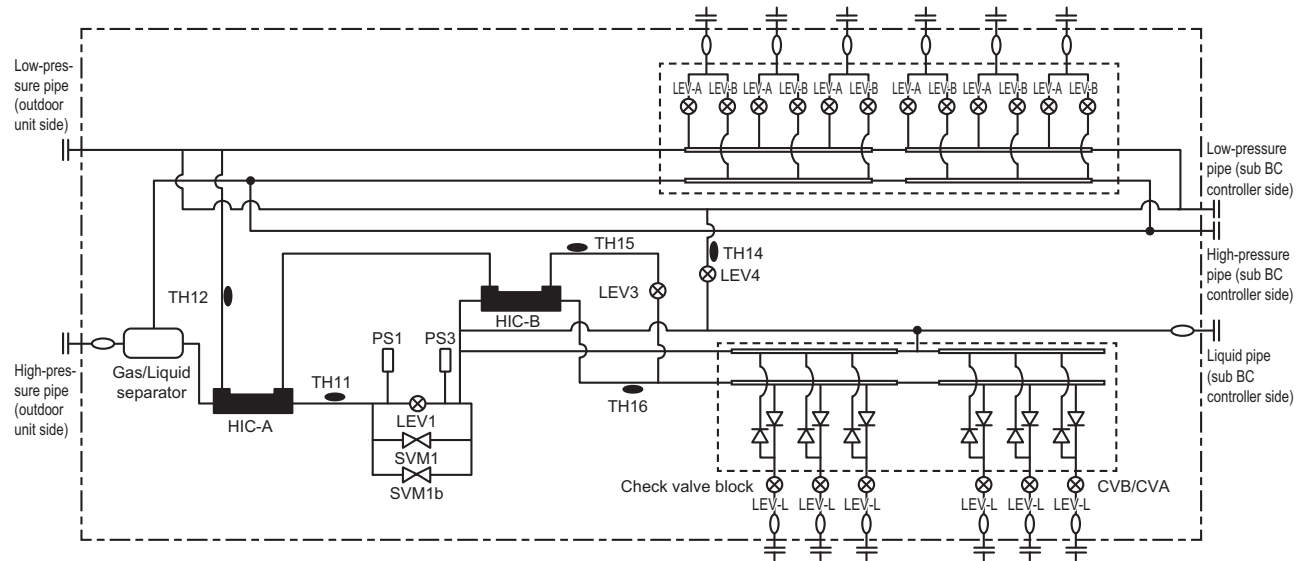 Low-pres-
sure pipe
(outdoor
unit side)
LEV-A LEV-B LEV-A LEV-B LEV-A LEV-B LEV-A LEV-B LEV-A LEV-B LEV-A LEV-B
Low-pressure
pipe (sub BC
controller side)
High-pressure
pipe (sub BC
controller side)
TH15
TH14
LEV4
LEV3
TH12
HIC-B
PS1
PS3
Gas/Liquid
separator
High-pres-
sure pipe
(outdoor
unit side)
Liquid pipe
(sub BC
controller side)
TH11
TH16
HIC-A
LEV1
SVM1
SVM1b
Check valve block
CVB/CVA
LEV-L LEV-L LEV-L LEV-L LEV-L LEV-L